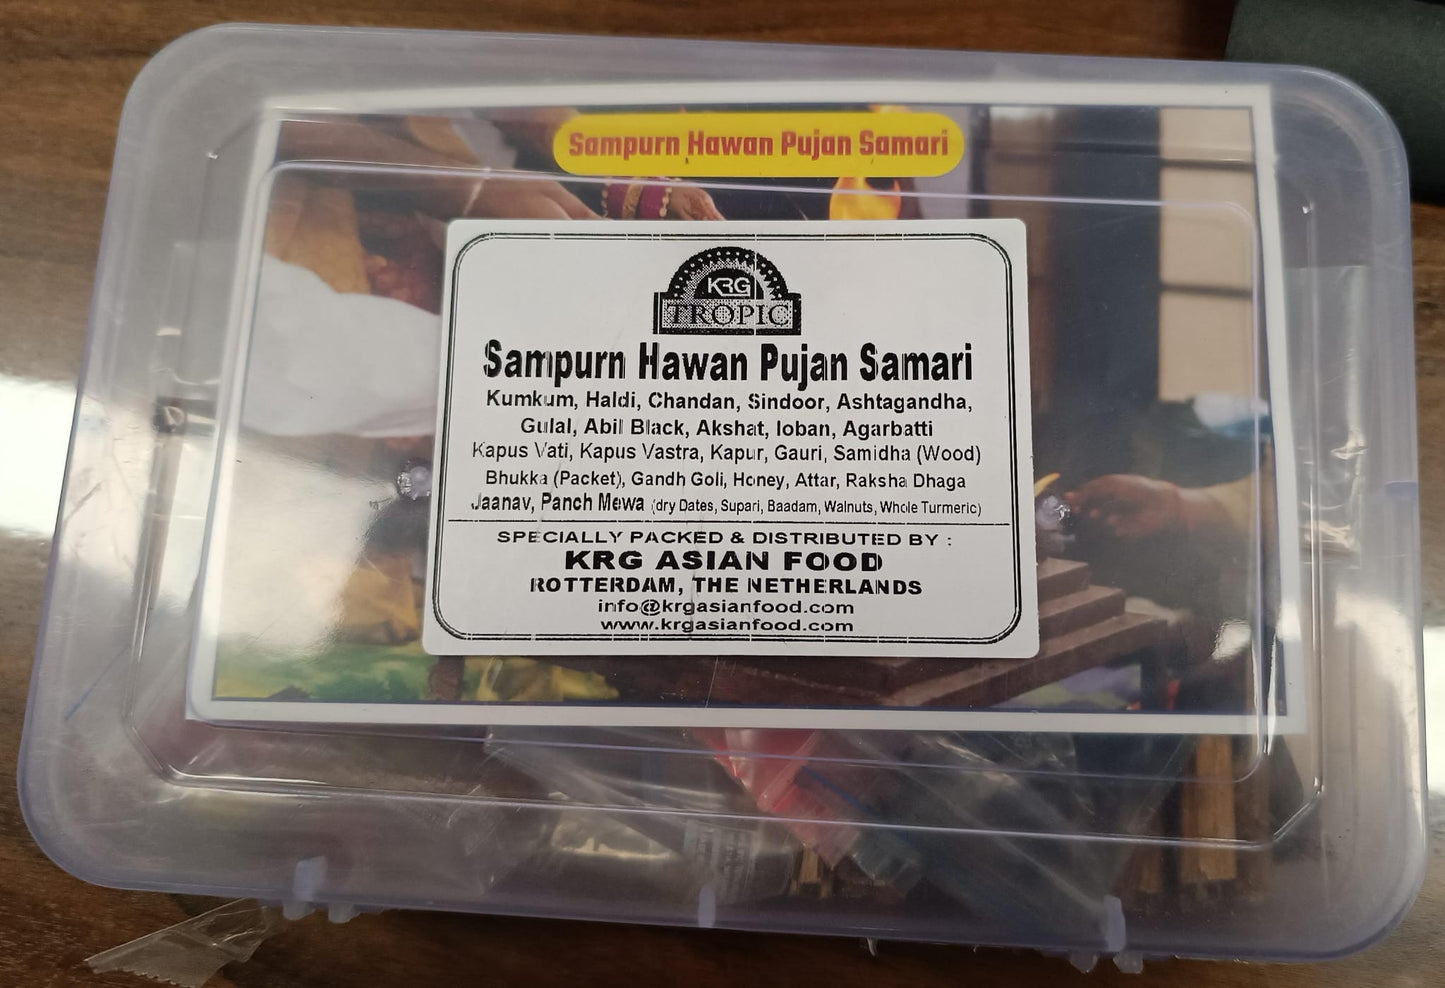 Sampurn Hawan Pujan Samari
KRG
TROPIC
Sampurn Hawan Pujan Samari
Kumkum, Haldi, Chandan, Sindoor, Ashtagandha,
Gulal, Abil Black, Akshat, loban, Agarbatti
Kapus Vati, Kapus Vastra, Kapur, Gauri, Samidha (Wood)
Bhukka (Packet), Gandh Goli, Honey, Attar, Raksha Dhaga
Jaanav, Panch Mewa (dry Dates, Supari, Baadam, Walnuts, Whole Turmeric)
SPECIALLY PACKED & DISTRIBUTED BY :
KRG ASIAN FOOD
ROTTERDAM, THE NETHERLANDS
info@krgasianfood.com
www.krgasianfood.com